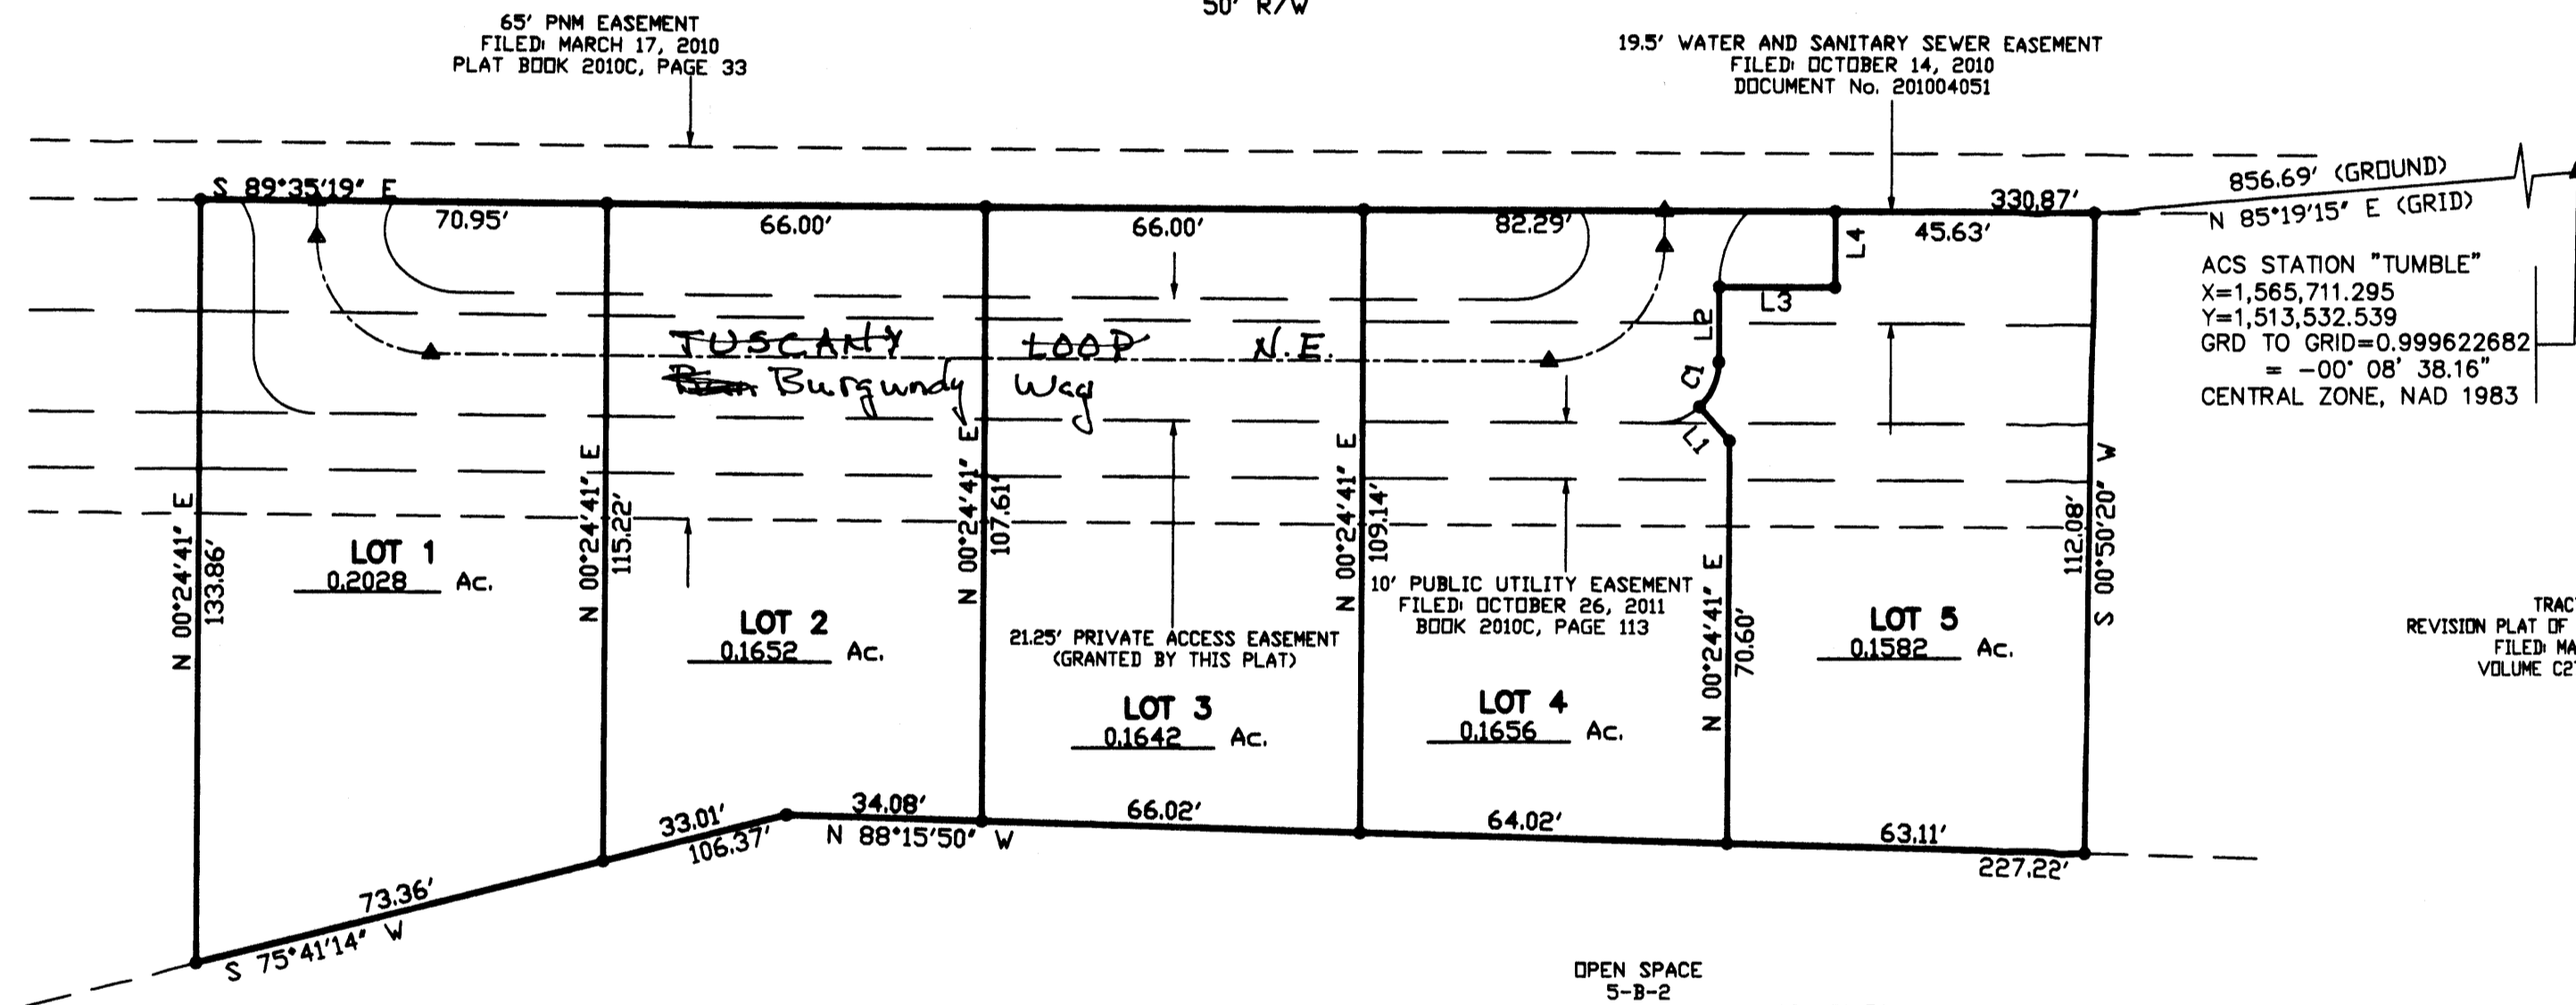 50' R/W
65' PNM EASEMENT
FILED: MARCH 17, 2010
PLAT BOOK 2010C, PAGE 33
19.5' WATER AND SANITARY SEWER EASEMENT
FILED: OCTOBER 14, 2010
DOCUMENT No. 201004051
S 89°35'19" E
70.95'
66.00'
66.00'
82.29'
330.87'
45.63'
856.69' (GROUND)
N 85°19'15" E (GRID)
ACS STATION "TUMBLE"
X=1,565,711.295
Y=1,513,532.539
GRD TO GRID=0.999622682
= -00° 08' 38.16"
CENTRAL ZONE, NAD 1983
L4
L3
L2
C1
L1
TUSCANY LOOP N.E.
Burgundy Way
N 00°24'41" E
133.86'
N 00°24'41" E
115.22'
N 00°24'41" E
107.61'
N 00°24'41" E
109.14'
N 00°24'41" E
70.60'
112.08'
S 00°50'20" W
LOT 1
0.2028 Ac.
LOT 2
0.1652 Ac.
21.25' PRIVATE ACCESS EASEMENT
(GRANTED BY THIS PLAT)
LOT 3
0.1642 Ac.
10' PUBLIC UTILITY EASEMENT
FILED: OCTOBER 26, 2011
BOOK 2010C, PAGE 113
LOT 4
0.1656 Ac.
LOT 5
0.1582 Ac.
TRAC
REVISION PLAT OF
FILED: MA
VOLUME C2
73.36'
S 75°41'14" W
33.01'
106.37'
34.08'
N 88°15'50" W
66.02'
64.02'
63.11'
227.22'
OPEN SPACE
5-B-2